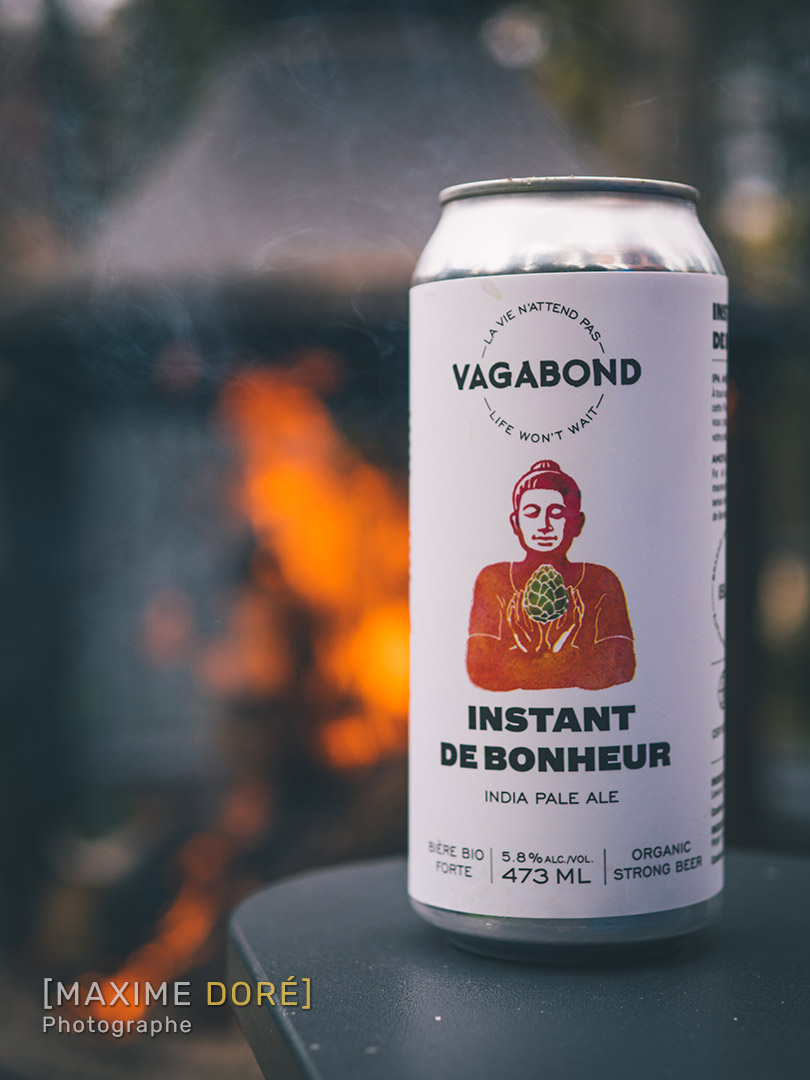 LA VIE N'ATTEND PAS
VAGABOND
LIFE WON'T WAIT
INSTANT
DE BONHEUR
INDIA PALE ALE
BIÈRE BIO
FORTE
5.8% ALC./VOL.
473 ML
ORGANIC
STRONG BEER
[MAXIME DORÉ]
Photographe